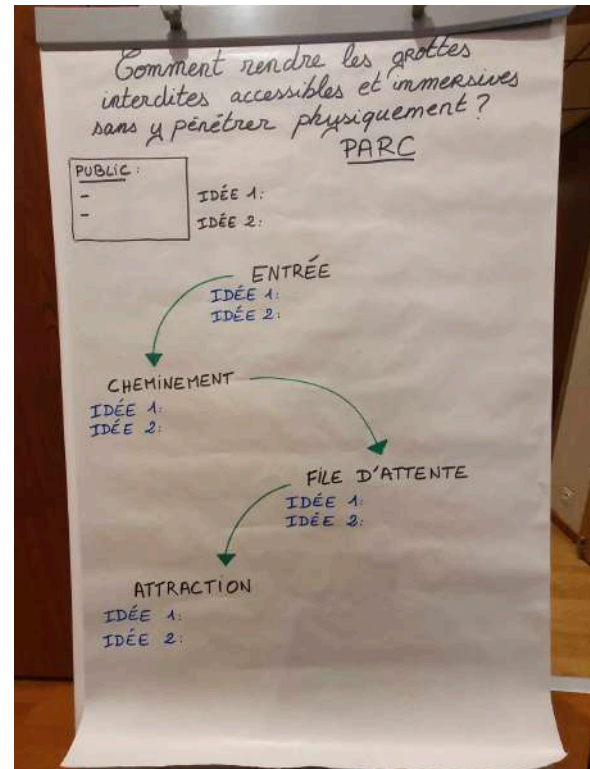 Comment rendre les grottes
interdites accessibles et immersives
sans y pénétrer physiquement ?
PARC
PUBLIC :
-
-
IDÉE 1:
IDÉE 2:
ENTRÉE
IDÉE 1:
IDÉE 2:
CHEMINEMENT
IDÉE 1:
IDÉE 2:
FILE D'ATTENTE
IDÉE 1:
IDÉE 2:
ATTRACTION
IDÉE 1:
IDÉE 2: